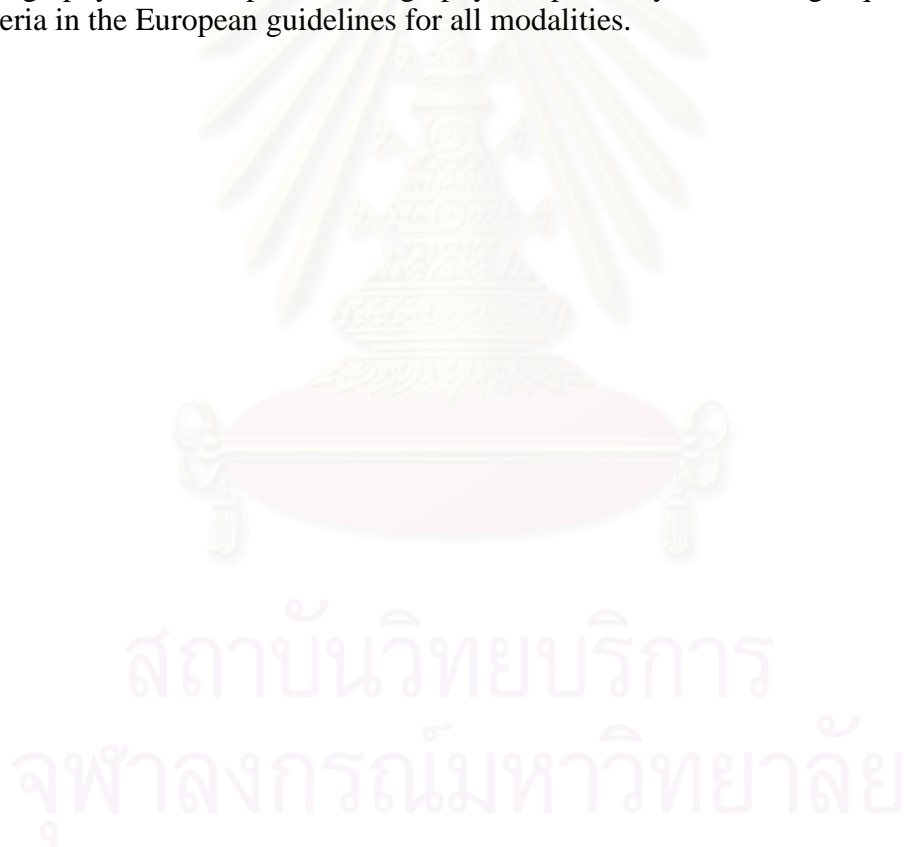 eria in the European guidelines for all modalities.
สถาบันวิทยบริการ
จุฬาลงกรณ์มหาวิทยาลัย